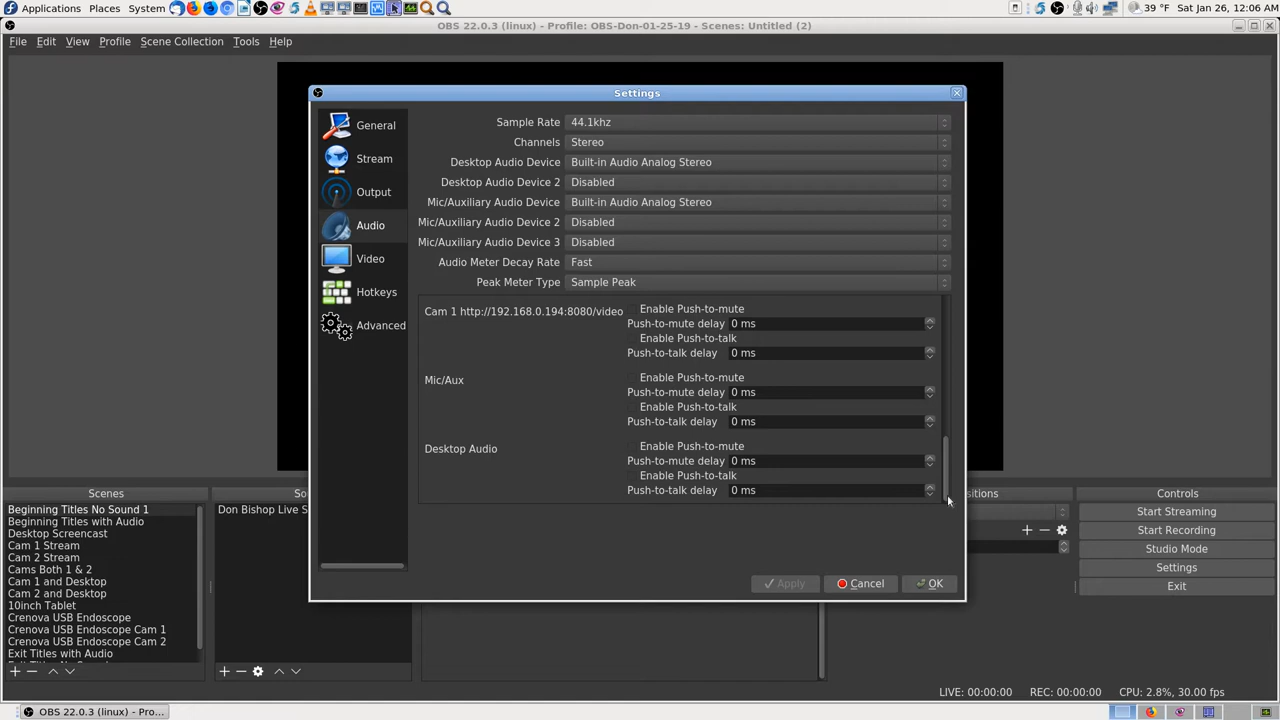 Applications Places System
39 °F Sat Jan 26, 12:06 AM
OBS 22.0.3 (linux) - Profile: OBS-Don-01-25-19 - Scenes: Untitled (2)
File Edit View Profile Scene Collection Tools Help
Settings
General
Stream
Output
Audio
Video
Hotkeys
Advanced
Sample Rate 44.1khz
Channels Stereo
Desktop Audio Device Built-in Audio Analog Stereo
Desktop Audio Device 2 Disabled
Mic/Auxiliary Audio Device Built-in Audio Analog Stereo
Mic/Auxiliary Audio Device 2 Disabled
Mic/Auxiliary Audio Device 3 Disabled
Audio Meter Decay Rate Fast
Peak Meter Type Sample Peak
Cam 1 http://192.168.0.194:8080/video Enable Push-to-mute
Push-to-mute delay 0 ms
Enable Push-to-talk
Push-to-talk delay 0 ms
Mic/Aux Enable Push-to-mute
Push-to-mute delay 0 ms
Enable Push-to-talk
Push-to-talk delay 0 ms
Desktop Audio Enable Push-to-mute
Push-to-mute delay 0 ms
Enable Push-to-talk
Push-to-talk delay 0 ms
Apply Cancel OK
Scenes
Beginning Titles No Sound 1
Beginning Titles with Audio
Desktop Screencast
Cam 1 Stream
Cam 2 Stream
Cams Both 1 & 2
Cam 1 and Desktop
Cam 2 and Desktop
10inch Tablet
Crenova USB Endoscope
Crenova USB Endoscope Cam 1
Crenova USB Endoscope Cam 2
Exit Titles with Audio
So
Don Bishop Live S
sitions
Controls
Start Streaming
Start Recording
Studio Mode
Settings
Exit
LIVE: 00:00:00 REC: 00:00:00 CPU: 2.8%, 30.00 fps
OBS 22.0.3 (linux) - Pro...